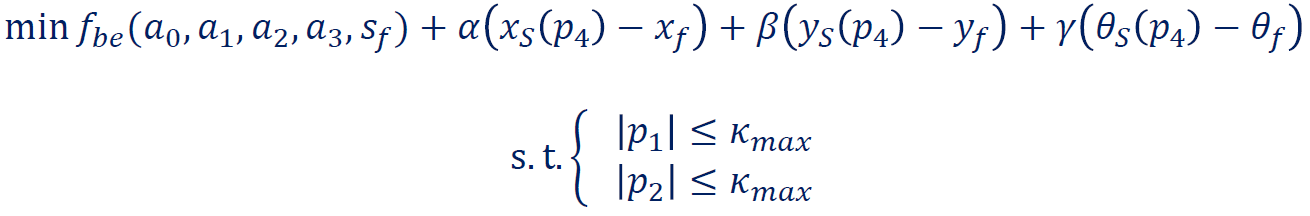 min f_{be}(a_0, a_1, a_2, a_3, s_f) + α(x_S(p_4) − x_f) + β(y_S(p_4) − y_f) + γ(θ_S(p_4) − θ_f)
s. t. { |p_1| ≤ κ_{max}
|p_2| ≤ κ_{max}